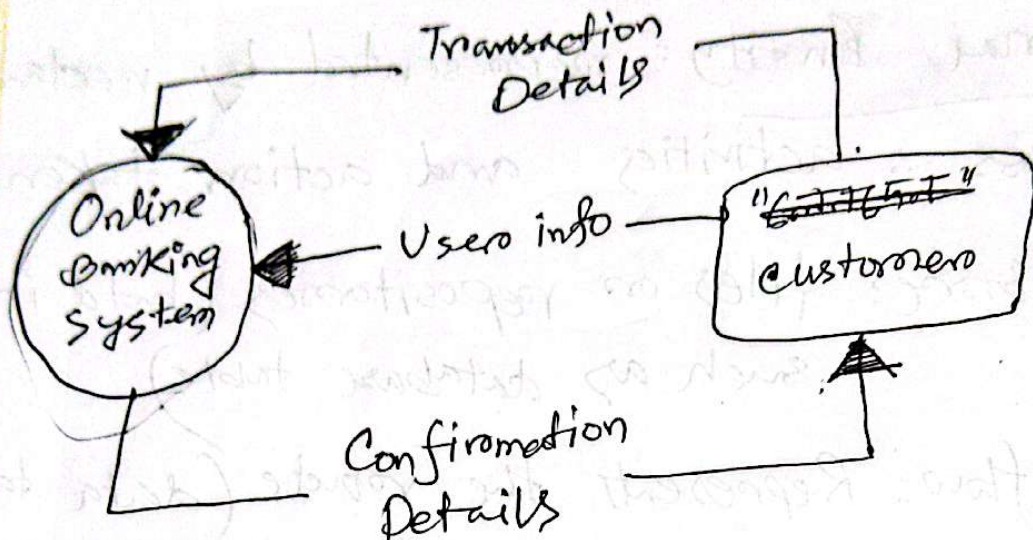 Transaction
Details
Online
Banking
system
User info
customer
Confirmation
Details